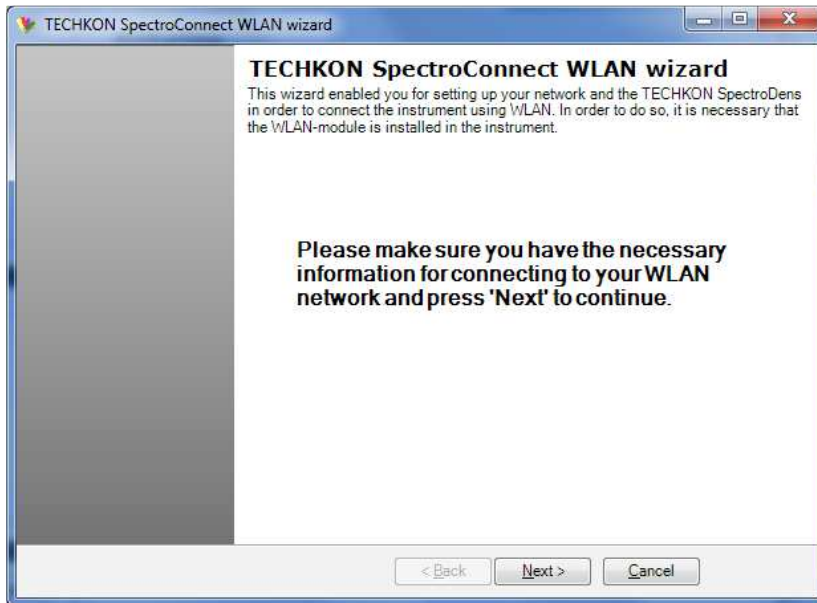 TECHKON SpectroConnect WLAN wizard
TECHKON SpectroConnect WLAN wizard
This wizard enabled you for setting up your network and the TECHKON SpectroDens
in order to connect the instrument using WLAN. In order to do so, it is necessary that
the WLAN-module is installed in the instrument.
Please make sure you have the necessary
information for connecting to your WLAN
network and press 'Next' to continue.
< Back Next > Cancel